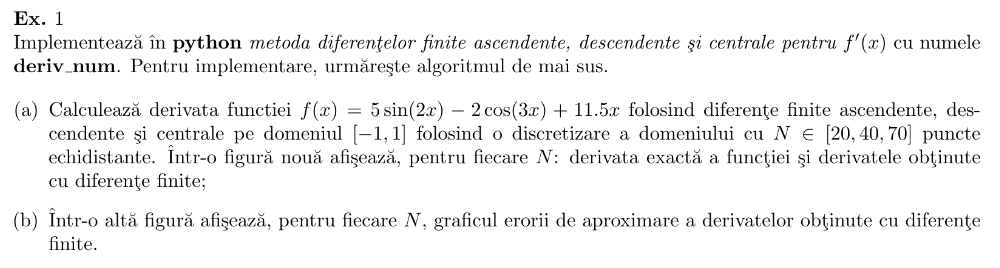 Ex. 1
Implementează în python metoda diferenţelor finite ascendente, descendente şi centrale pentru f′(x) cu numele
deriv_num. Pentru implementare, urmăreşte algoritmul de mai sus.
(a) Calculează derivata functiei f(x) = 5 sin(2x) − 2 cos(3x) + 11.5x folosind diferenţe finite ascendente, des-
cendente şi centrale pe domeniul [−1, 1] folosind o discretizare a domeniului cu N ∈ [20, 40, 70] puncte
echidistante. Într-o figură nouă afişează, pentru fiecare N: derivata exactă a funcţiei şi derivatele obţinute
cu diferenţe finite;
(b) Într-o altă figură afişează, pentru fiecare N, graficul erorii de aproximare a derivatelor obţinute cu diferenţe
finite.